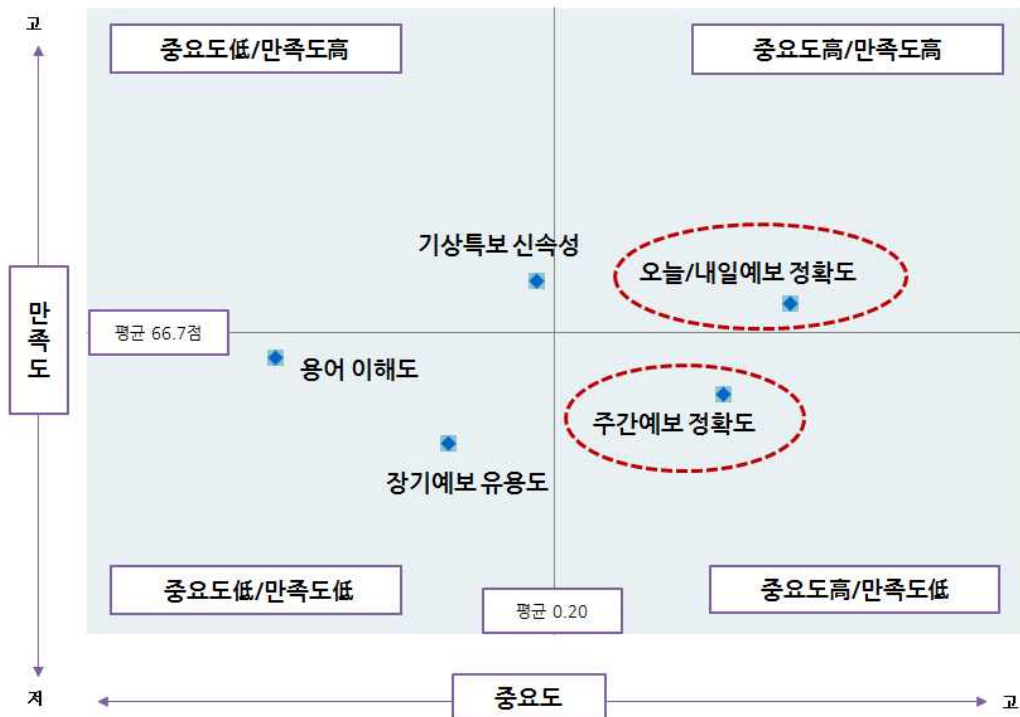 고
중요도低/만족도高
중요도高/만족도高
기상특보 신속성
오늘/내일예보 정확도
만족도
평균 66.7점
용어 이해도
주간예보 정확도
장기예보 유용도
중요도低/만족도低
중요도高/만족도低
평균 0.20
저
중요도
고